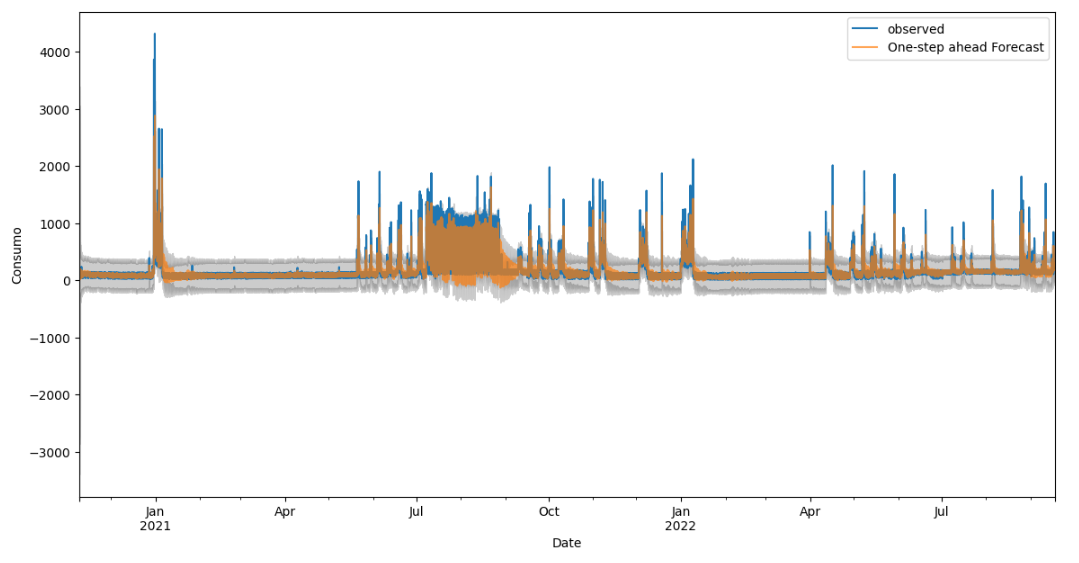 observed
One-step ahead Forecast
4000
3000
2000
1000
0
−1000
−2000
−3000
Consumo
Jan
2021
Apr
Jul
Oct
Jan
2022
Apr
Jul
Date